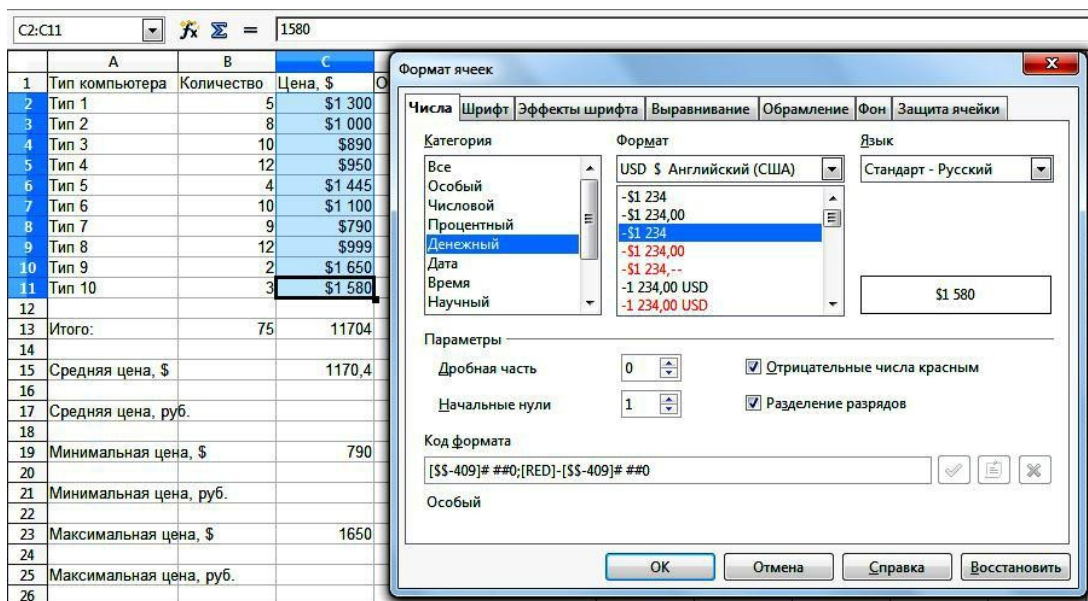 C2:C11 fx Σ = 1580
A B C
1 Тип компьютера Количество Цена, $ О
2 Тип 1 5 $1 300
3 Тип 2 8 $1 000
4 Тип 3 10 $890
5 Тип 4 12 $950
6 Тип 5 4 $1 445
7 Тип 6 10 $1 100
8 Тип 7 9 $790
9 Тип 8 12 $999
10 Тип 9 2 $1 650
11 Тип 10 3 $1 580
12
13 Итого: 75 11704
14
15 Средняя цена, $ 1170,4
16
17 Средняя цена, руб.
18
19 Минимальная цена, $ 790
20
21 Минимальная цена, руб.
22
23 Максимальная цена, $ 1650
24
25 Максимальная цена, руб.
26
Формат ячеек
Числа Шрифт Эффекты шрифта Выравнивание Обрамление Фон Защита ячейки
Категория
Все
Особый
Числовой
Процентный
Денежный
Дата
Время
Научный
Формат
USD $ Английский (США)
-$1 234
-$1 234,00
-$1 234
-$1 234,00
-$1 234,--
-1 234,00 USD
-1 234,00 USD
Язык
Стандарт - Русский
$1 580
Параметры
Дробная часть 0
Отрицательные числа красным
Начальные нули 1
Разделение разрядов
Код формата
[$$-409]# ##0;[RED]-[$$-409]# ##0
Особый
OK Отмена Справка Восстановить